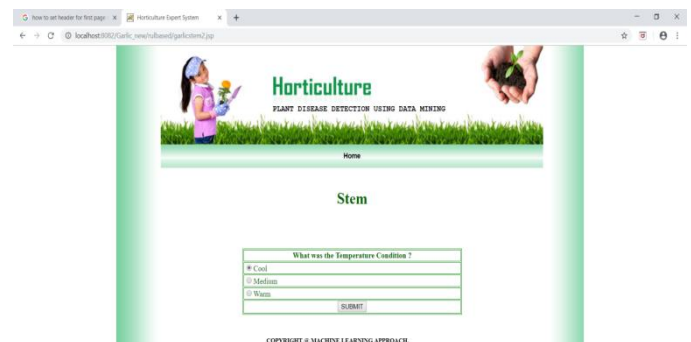 how to set header for first page
Horticulture Expert System
localhost:8082/Garlic_new/rulbased/garlicstem2.jsp
Horticulture
PLANT DISEASE DETECTION USING DATA MINING
Home
Stem
What was the Temperature Condition ?
Cool
Medium
Warm
SUBMIT
COPYRIGHT @ MACHINE LEARNING APPROACH